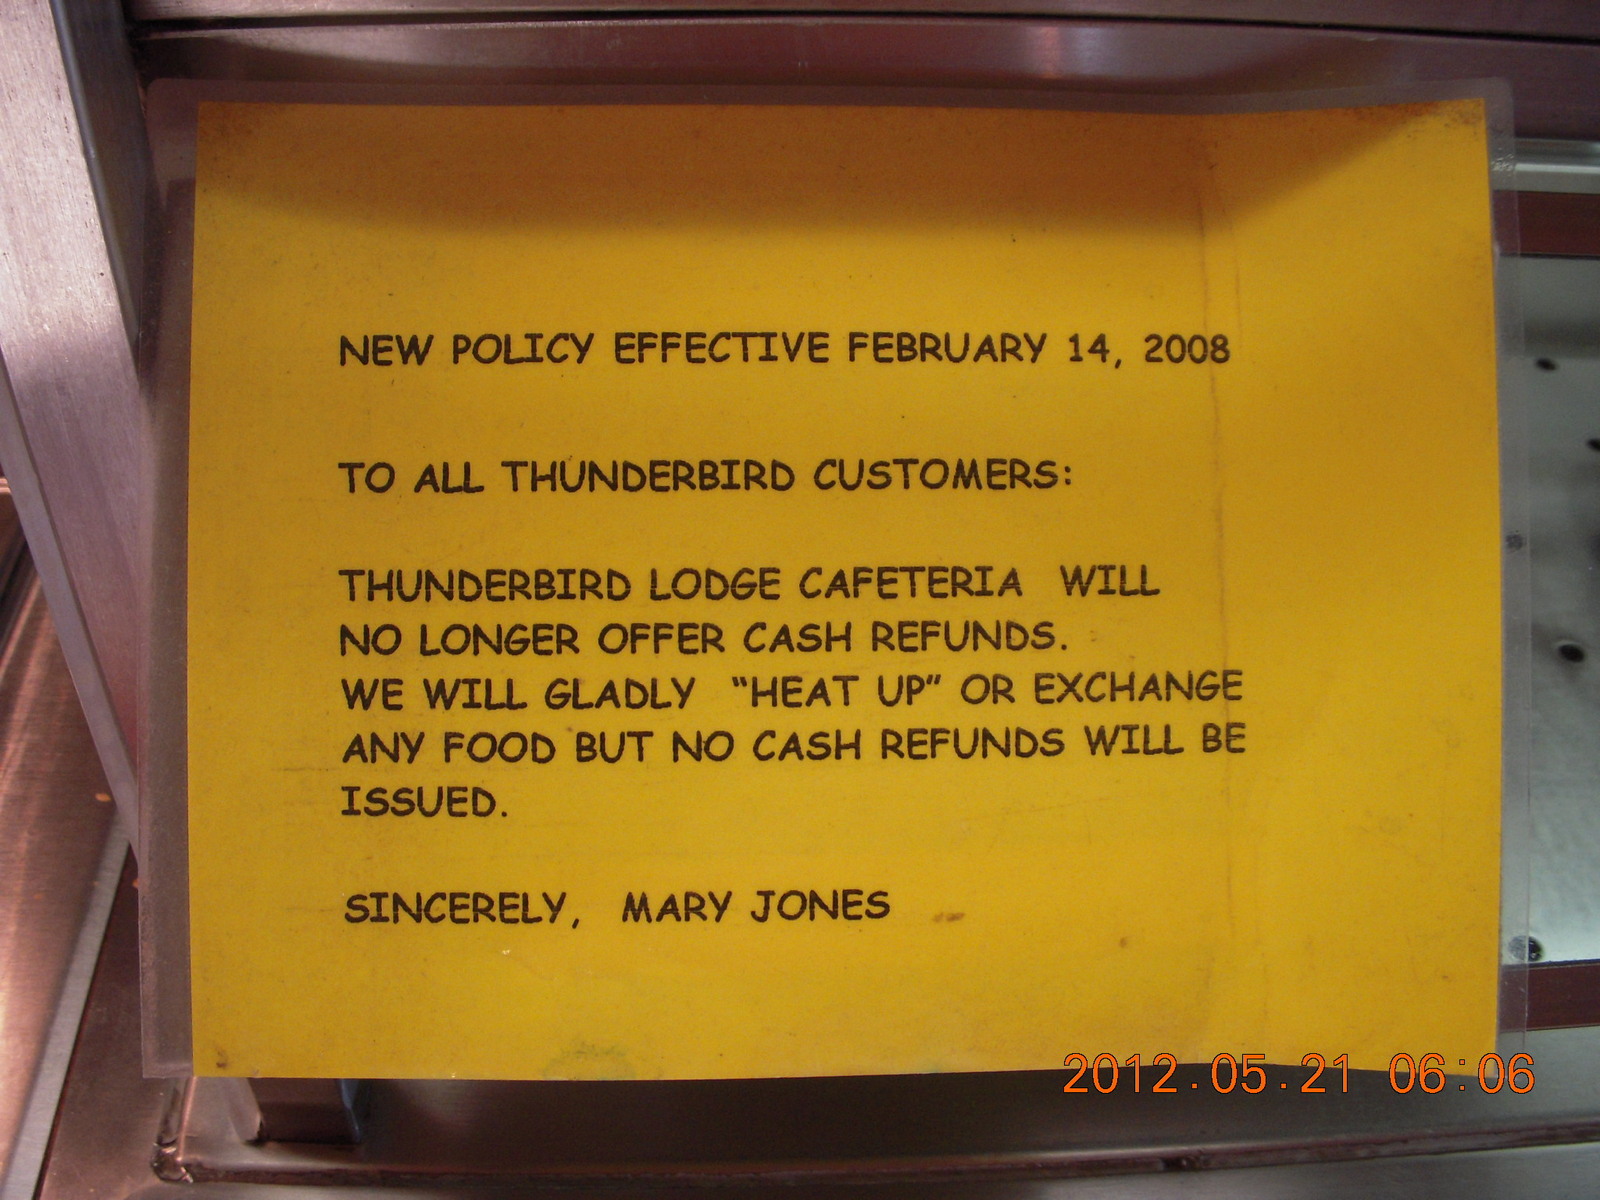 NEW POLICY EFFECTIVE FEBRUARY 14, 2008
TO ALL THUNDERBIRD CUSTOMERS:
THUNDERBIRD LODGE CAFETERIA WILL
NO LONGER OFFER CASH REFUNDS.
WE WILL GLADLY “HEAT UP” OR EXCHANGE
ANY FOOD BUT NO CASH REFUNDS WILL BE
ISSUED.
SINCERELY, MARY JONES
2012.05.21 06:06